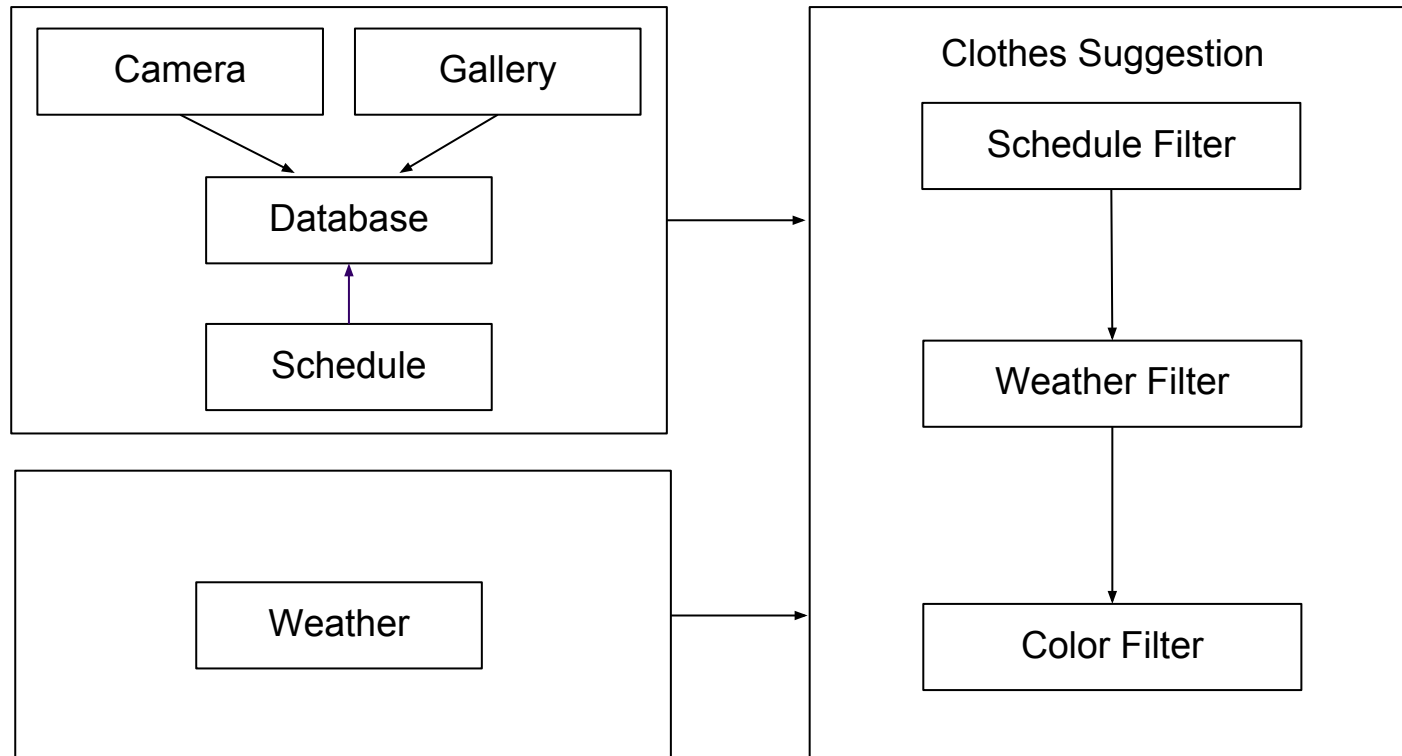 Camera
Gallery
Database
Schedule
Weather
Clothes Suggestion
Schedule Filter
Weather Filter
Color Filter